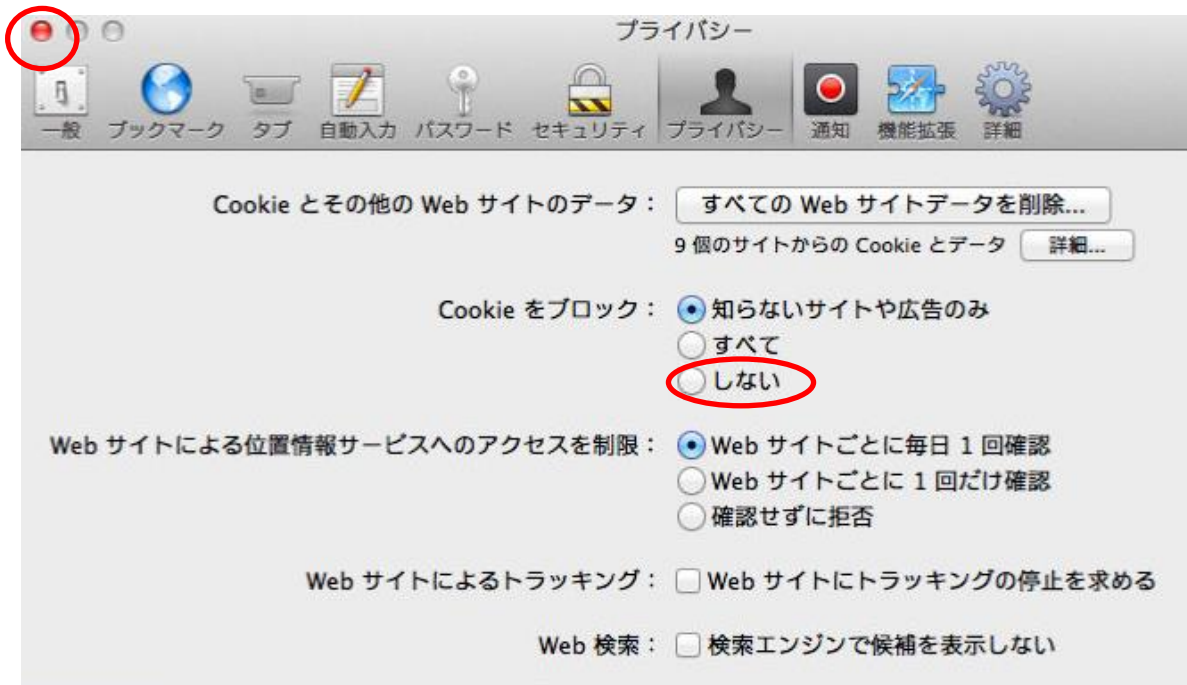 プライバシー
一般 ブックマーク タブ 自動入力 パスワード セキュリティ プライバシー 通知 機能拡張 詳細
Cookie とその他の Web サイトのデータ： すべての Web サイトデータを削除...
9 個のサイトからの Cookie とデータ 詳細...
Cookie をブロック： 知らないサイトや広告のみ
すべて
しない
Web サイトによる位置情報サービスへのアクセスを制限： Web サイトごとに毎日 1 回確認
Web サイトごとに 1 回だけ確認
確認せずに拒否
Web サイトによるトラッキング： Web サイトにトラッキングの停止を求める
Web 検索： 検索エンジンで候補を表示しない